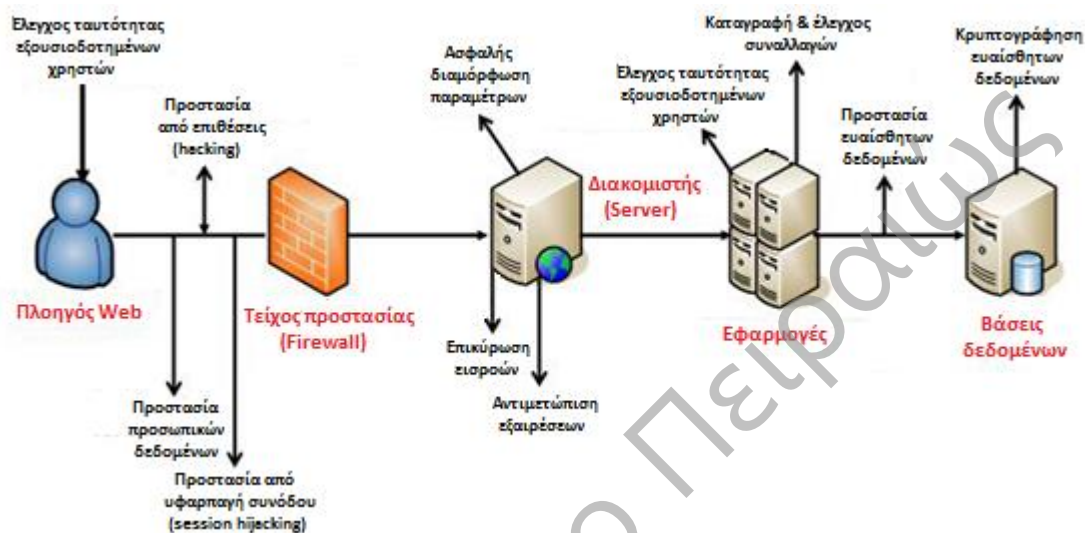 Έλεγχος ταυτότητας
εξουσιοδοτημένων
χρηστών
Προστασία
από επιθέσεις
(hacking)
Ασφαλής
διαμόρφωση
παραμέτρων
Καταγραφή & έλεγχος
συναλλαγών
Έλεγχος ταυτότητας
εξουσιοδοτημένων
χρηστών
Προστασία
ευαίσθητων
δεδομένων
Κρυπτογράφηση
ευαίσθητων
δεδομένων
Πλοηγός Web
Τείχος προστασίας
(Firewall)
Διακομιστής
(Server)
Εφαρμογές
Βάσεις
δεδομένων
Επικύρωση
εισροών
Αντιμετώπιση
εξαιρέσεων
Προστασία
προσωπικών
δεδομένων
Προστασία από
υφαρπαγή συνόδου
(session hijacking)
Πειραιώς